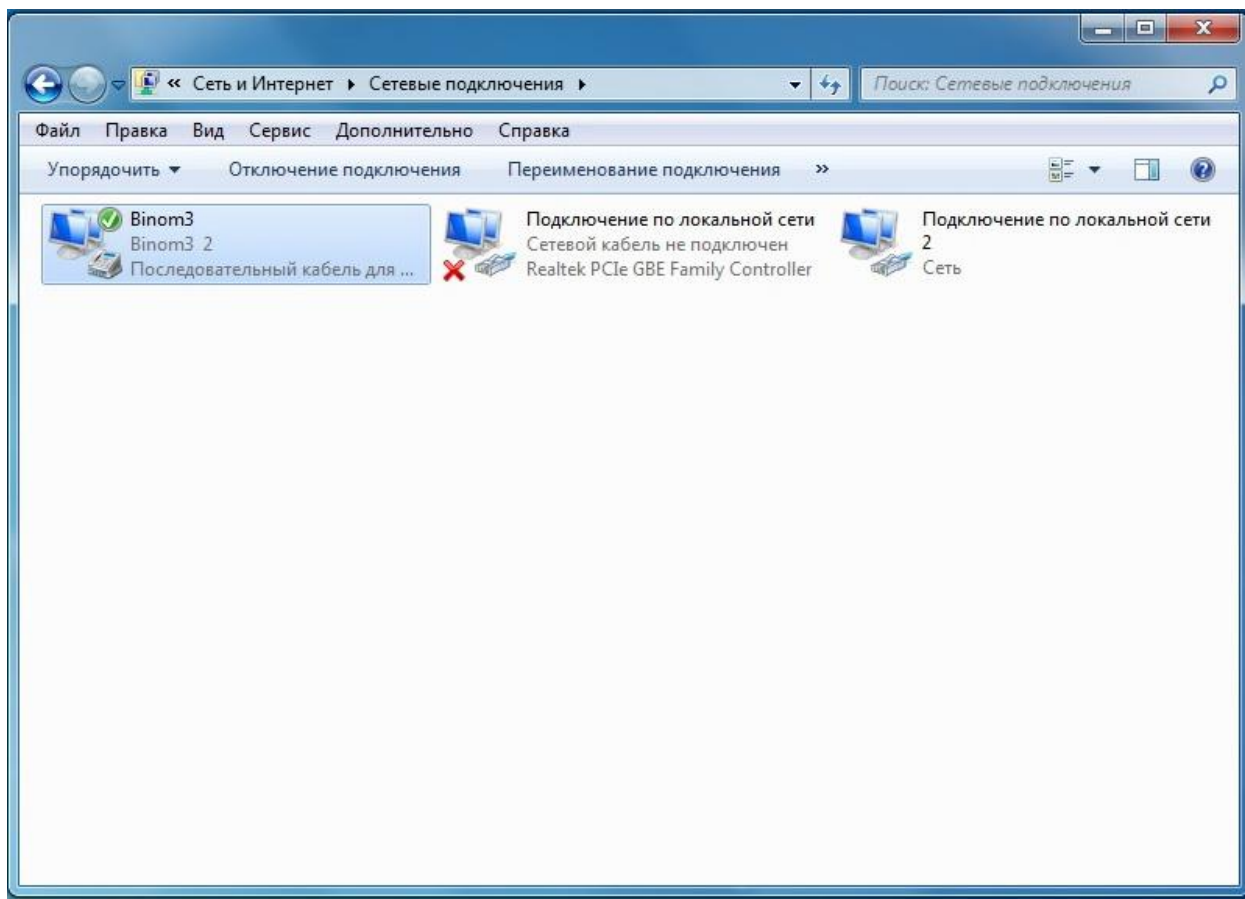 « Сеть и Интернет Сетевые подключения
Поиск: Сетевые подключения
Файл Правка Вид Сервис Дополнительно Справка
Упорядочить Отключение подключения Переименование подключения »
Binom3
Binom3 2
Последовательный кабель для ...
Подключение по локальной сети
Сетевой кабель не подключен
Realtek PCIe GBE Family Controller
Подключение по локальной сети
2
Сеть